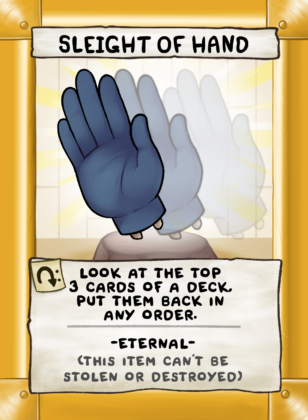 SLEIGHT OF HAND
LOOK AT THE TOP
3 CARDS OF A DECK.
PUT THEM BACK IN
ANY ORDER.
-ETERNAL-
(THIS ITEM CAN'T BE
STOLEN OR DESTROYED)